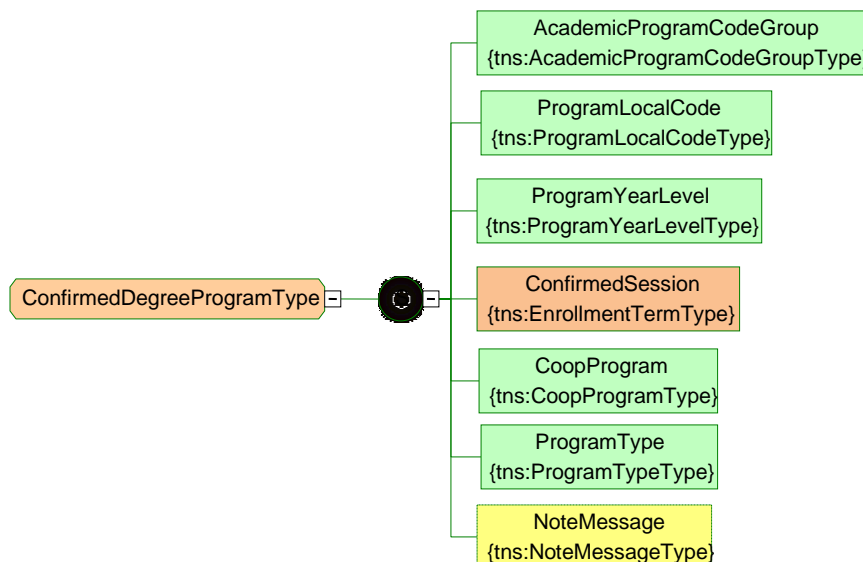 AcademicProgramCodeGroup
{tns:AcademicProgramCodeGroupType}
ProgramLocalCode
{tns:ProgramLocalCodeType}
ProgramYearLevel
{tns:ProgramYearLevelType}
ConfirmedDegreeProgramType
ConfirmedSession
{tns:EnrollmentTermType}
CoopProgram
{tns:CoopProgramType}
ProgramType
{tns:ProgramTypeType}
NoteMessage
{tns:NoteMessageType}